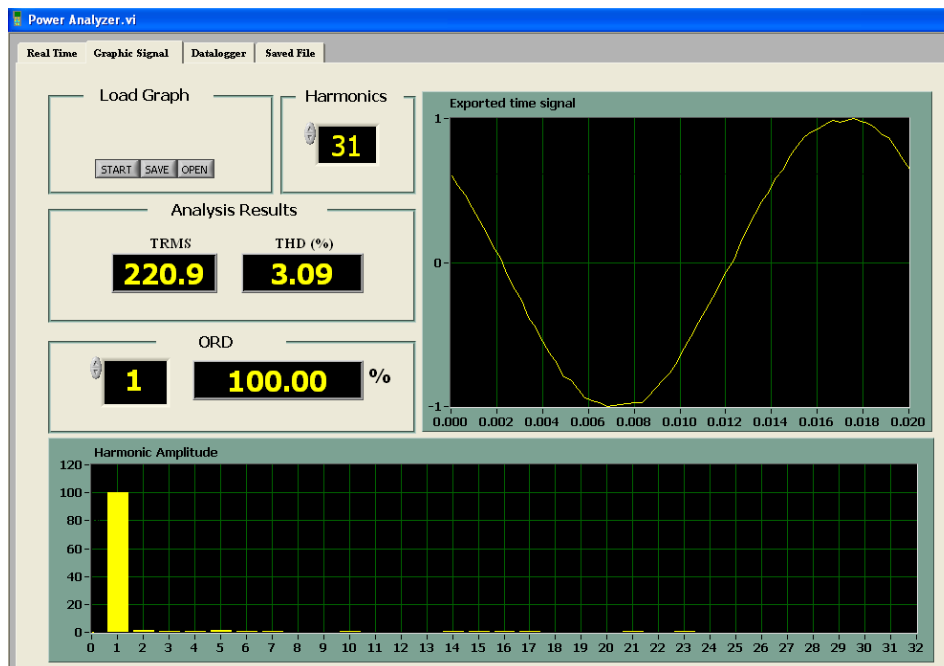 Power Analyzer.vi
Real Time Graphic Signal Datalogger Saved File
Load Graph
START SAVE OPEN
Harmonics
31
Analysis Results
TRMS THD (%)
220.9 3.09
ORD
1 100.00 %
Exported time signal
1
0
-1
0.000 0.002 0.004 0.006 0.008 0.010 0.012 0.014 0.016 0.018 0.020
Harmonic Amplitude
120
100
80
60
40
20
0
0 1 2 3 4 5 6 7 8 9 10 11 12 13 14 15 16 17 18 19 20 21 22 23 24 25 26 27 28 29 30 31 32